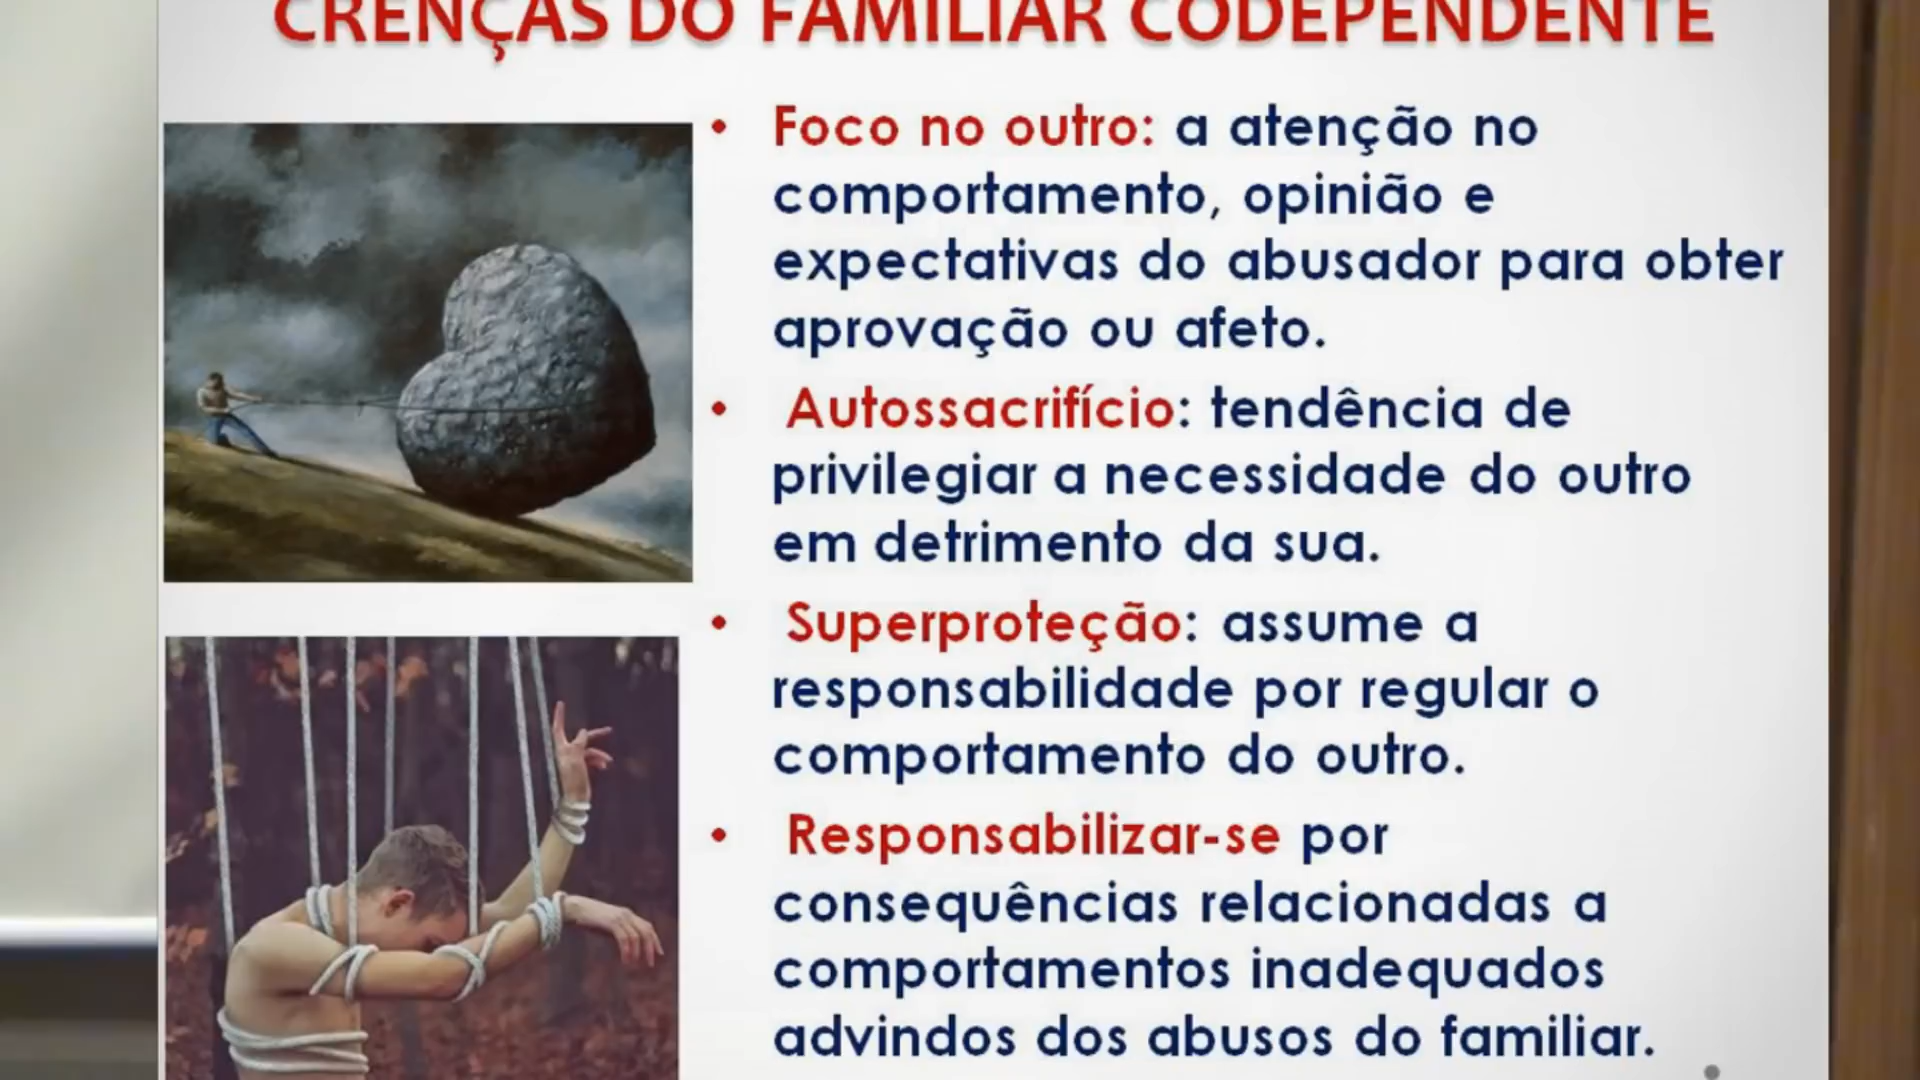 CRENÇAS DO FAMILIAR CODEPENDENTE
• Foco no outro: a atenção no
comportamento, opinião e
expectativas do abusador para obter
aprovação ou afeto.
• Autossacrifício: tendência de
privilegiar a necessidade do outro
em detrimento da sua.
• Superproteção: assume a
responsabilidade por regular o
comportamento do outro.
• Responsabilizar-se por
consequências relacionadas a
comportamentos inadequados
advindos dos abusos do familiar.